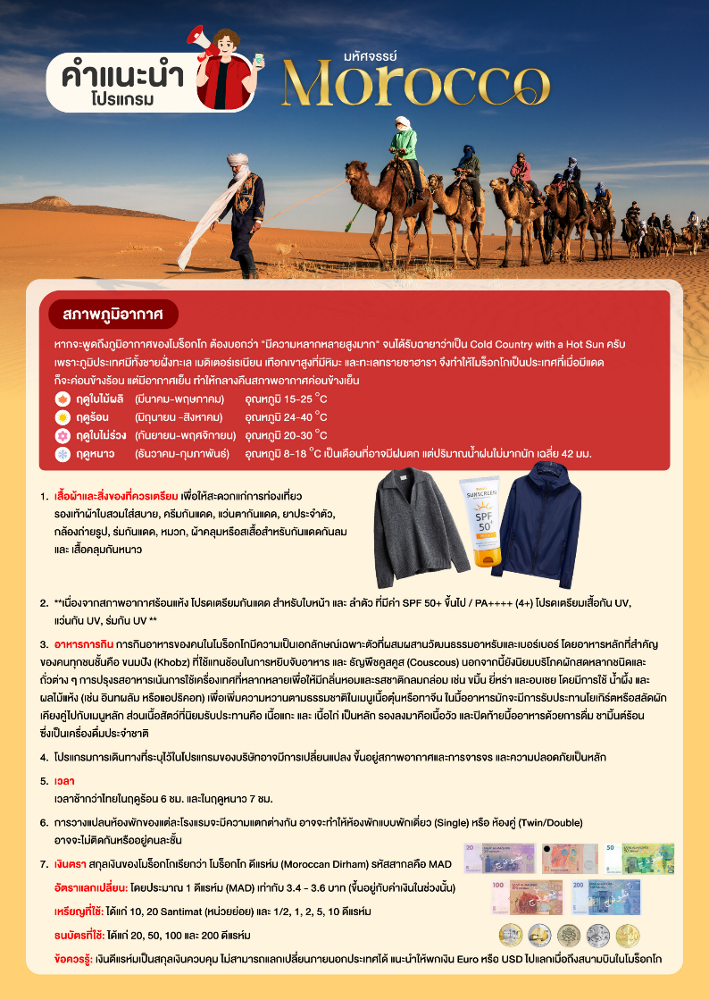 คำแนะนำ
โปรแกรม
มหัศจรรย์
Morocco
สภาพภูมิอากาศ
หากจะพูดถึงภูมิอากาศของโมร็อกโก ต้องบอกว่า "มีความหลากหลายสูงมาก" จนได้รับฉายาว่าเป็น Cold Country with a Hot Sun ครับ
เพราะภูมิประเทศมีทั้งชายฝั่งทะเล เมดิเตอร์เรเนียน เทือกเขาสูงที่มีหิมะ และทะเลทรายซาฮารา จึงทำให้โมร็อกโกเป็นประเทศที่เมื่อมีแดด
ก็จะค่อนข้างร้อน แต่มีอากาศเย็น ทำให้กลางคืนสภาพอากาศค่อนข้างเย็น
ฤดูใบไม้ผลิ (มีนาคม-พฤษภาคม) อุณหภูมิ 15-25 °C
ฤดูร้อน (มิถุนายน -สิงหาคม) อุณหภูมิ 24-40 °C
ฤดูใบไม่ร่วง (กันยายน-พฤศจิกายน) อุณหภูมิ 20-30 °C
ฤดูหนาว (ธันวาคม-กุมภาพันธ์) อุณหภูมิ 8-18 °C เป็นเดือนที่อาจมีฝนตก แต่ปริมาณน้ำฝนไม่มากนัก เฉลี่ย 42 มม.
1. เสื้อผ้าและสิ่งของที่ควรเตรียม เพื่อให้สะดวกแก่การท่องเที่ยว
รองเท้าผ้าใบสวมใส่สบาย, ครีมกันแดด, แว่นตากันแดด, ยาประจำตัว,
กล้องถ่ายรูป, ร่มกันแดด, หมวก, ผ้าคลุมหรือสเสื้อสำหรับกันแดดกันลม
และ เสื้อคลุมกันหนาว
SUNSCREEN
SPF
50+
2. **เนื่องจากสภาพอากาศร้อนแห้ง โปรดเตรียมกันแดด สำหรับใบหน้า และ ลำตัว ที่มีค่า SPF 50+ ขึ้นไป / PA++++ (4+) โปรดเตรียมเสื้อกัน UV,
แว่นกัน UV, ร่มกัน UV **
3. อาหารการกิน การกินอาหารของคนในโมร็อกโกมีความเป็นเอกลักษณ์เฉพาะตัวที่ผสมผสานวัฒนธรรมอาหรับและเบอร์เบอร์ โดยอาหารหลักที่สำคัญ
ของคนทุกชนชั้นคือ ขนมปัง (Khobz) ที่ใช้แทนช้อนในการหยิบจับอาหาร และ ธัญพืชคูสคูส (Couscous) นอกจากนี้ยังนิยมบริโภคผักสดหลากชนิดและ
ถั่วต่าง ๆ การปรุงรสอาหารเน้นการใช้เครื่องเทศที่หลากหลายเพื่อให้มีกลิ่นหอมและรสชาติกลมกล่อม เช่น ขมิ้น ยี่หร่า และอบเชย โดยมีการใช้ น้ำผึ้ง และ
ผลไม้แห้ง (เช่น อินทผลัม หรือแอปริคอท) เพื่อเพิ่มความหวานตามธรรมชาติในเมนูเนื้อตุ๋นหรือทาจีน ในมื้ออาหารมักจะมีการรับประทานโยเกิร์ตหรือสลัดผัก
เคียงคู่ไปกับเมนูหลัก ส่วนเนื้อสัตว์ที่นิยมรับประทานคือ เนื้อแกะ และ เนื้อไก่ เป็นหลัก รองลงมาคือเนื้อวัว และปิดท้ายมื้ออาหารด้วยการดื่ม ชามิ้นต์ร้อน
ซึ่งเป็นเครื่องดื่มประจำชาติ
4. โปรแกรมการเดินทางที่ระบุไว้ในโปรแกรมของบริษัทอาจมีการเปลี่ยนแปลง ขึ้นอยู่สภาพอากาศและการจารจร และความปลอดภัยเป็นหลัก
5. เวลา
เวลาช้ากว่าไทยในฤดูร้อน 6 ชม. และในฤดูหนาว 7 ชม.
6. การวางแปลนห้องพักของแต่ละโรงแรมจะมีความแตกต่างกัน อาจจะทำให้ห้องพักแบบพักเดี่ยว (Single) หรือ ห้องคู่ (Twin/Double)
อาจจะไม่ติดกันหรืออยู่คนละชั้น
7. เงินตรา สกุลเงินของโมร็อกโกเรียกว่า โมร็อกโก ดีแรห์ม (Moroccan Dirham) รหัสสากลคือ MAD
อัตราแลกเปลี่ยน: โดยประมาณ 1 ดีแรห์ม (MAD) เท่ากับ 3.4 - 3.6 บาท (ขึ้นอยู่กับค่าเงินในช่วงนั้น)
เหรียญที่ใช้: ได้แก่ 10, 20 Santimat (หน่วยย่อย) และ 1/2, 1, 2, 5, 10 ดีแรห์ม
ธนบัตรที่ใช้: ได้แก่ 20, 50, 100 และ 200 ดีแรห์ม
ข้อควรรู้: เงินดีแรห์มเป็นสกุลเงินควบคุม ไม่สามารถแลกเปลี่ยนภายนอกประเทศได้ แนะนำให้พกเงิน Euro หรือ USD ไปแลกเมื่อถึงสนามบินในโมร็อกโก
20
50
100
200